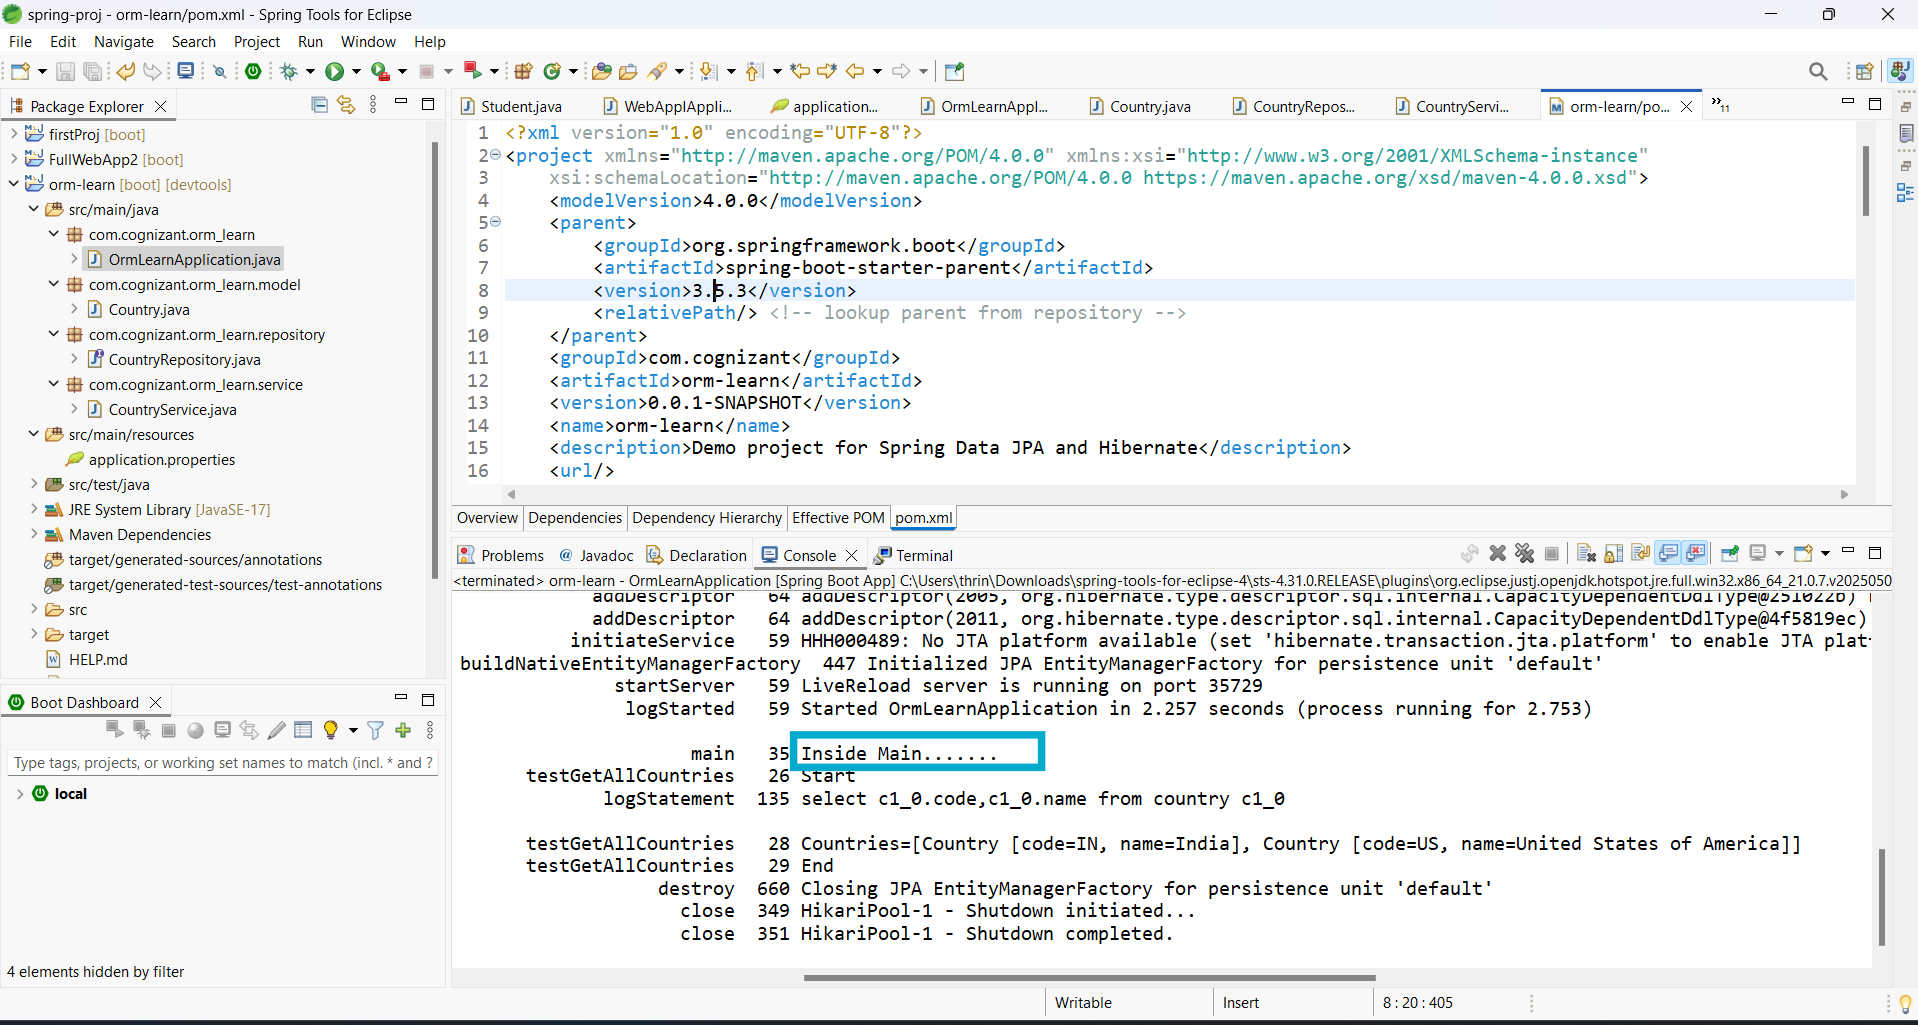 spring-proj - orm-learn/pom.xml - Spring Tools for Eclipse
File Edit Navigate Search Project Run Window Help
Package Explorer
firstProj [boot]
FullWebApp2 [boot]
orm-learn [boot] [devtools]
src/main/java
com.cognizant.orm_learn
OrmLearnApplication.java
com.cognizant.orm_learn.model
Country.java
com.cognizant.orm_learn.repository
CountryRepository.java
com.cognizant.orm_learn.service
CountryService.java
src/main/resources
application.properties
src/test/java
JRE System Library [JavaSE-17]
Maven Dependencies
target/generated-sources/annotations
target/generated-test-sources/test-annotations
src
target
HELP.md
Boot Dashboard
Type tags, projects, or working set names to match (incl. * and ?
local
4 elements hidden by filter
Student.java WebApplAppli... application... OrmLearnAppl... Country.java CountryRepos... CountryServi... orm-learn/po... »11
1 <?xml version="1.0" encoding="UTF-8"?>
2 <project xmlns="http://maven.apache.org/POM/4.0.0" xmlns:xsi="http://www.w3.org/2001/XMLSchema-instance"
3 xsi:schemaLocation="http://maven.apache.org/POM/4.0.0 https://maven.apache.org/xsd/maven-4.0.0.xsd">
4 <modelVersion>4.0.0</modelVersion>
5 <parent>
6 <groupId>org.springframework.boot</groupId>
7 <artifactId>spring-boot-starter-parent</artifactId>
8 <version>3.5.3</version>
9 <relativePath/> <!-- lookup parent from repository -->
10 </parent>
11 <groupId>com.cognizant</groupId>
12 <artifactId>orm-learn</artifactId>
13 <version>0.0.1-SNAPSHOT</version>
14 <name>orm-learn</name>
15 <description>Demo project for Spring Data JPA and Hibernate</description>
16 <url/>
Overview Dependencies Dependency Hierarchy Effective POM pom.xml
Problems Javadoc Declaration Console Terminal
<terminated> orm-learn - OrmLearnApplication [Spring Boot App] C:\Users\thrin\Downloads\spring-tools-for-eclipse-4\sts-4.31.0.RELEASE\plugins\org.eclipse.justj.openjdk.hotspot.jre.full.win32.x86_64_21.0.7.v2025050
addDescriptor 64 addDescriptor(2005, org.hibernate.type.descriptor.sql.internal.CapacityDependentDdlType@251022b)
addDescriptor 64 addDescriptor(2011, org.hibernate.type.descriptor.sql.internal.CapacityDependentDdlType@4f5819ec)
initiateService 59 HHH000489: No JTA platform available (set 'hibernate.transaction.jta.platform' to enable JTA plat
buildNativeEntityManagerFactory 447 Initialized JPA EntityManagerFactory for persistence unit 'default'
startServer 59 LiveReload server is running on port 35729
logStarted 59 Started OrmLearnApplication in 2.257 seconds (process running for 2.753)
main 35 Inside Main.......
testGetAllCountries 26 Start
logStatement 135 select c1_0.code,c1_0.name from country c1_0
testGetAllCountries 28 Countries=[Country [code=IN, name=India], Country [code=US, name=United States of America]]
testGetAllCountries 29 End
destroy 660 Closing JPA EntityManagerFactory for persistence unit 'default'
close 349 HikariPool-1 - Shutdown initiated...
close 351 HikariPool-1 - Shutdown completed.
Writable Insert 8 : 20 : 405